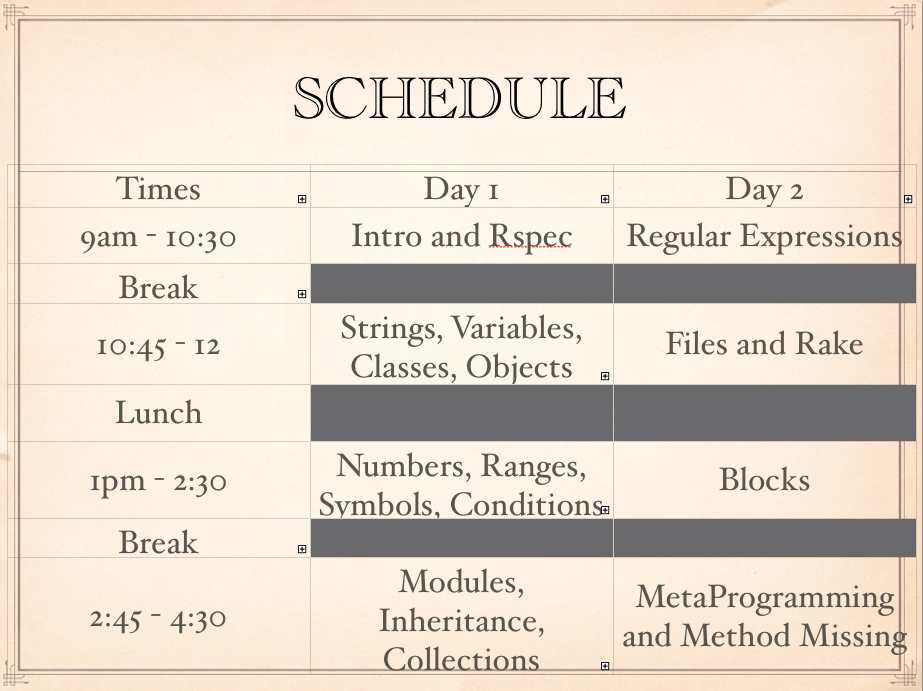 SCHEDULE
Times Day 1 Day 2
9am - 10:30 Intro and Rspec Regular Expressions
Break
10:45 - 12 Strings, Variables, Classes, Objects Files and Rake
Lunch
1pm - 2:30 Numbers, Ranges, Symbols, Conditions Blocks
Break
2:45 - 4:30 Modules, Inheritance, Collections MetaProgramming and Method Missing